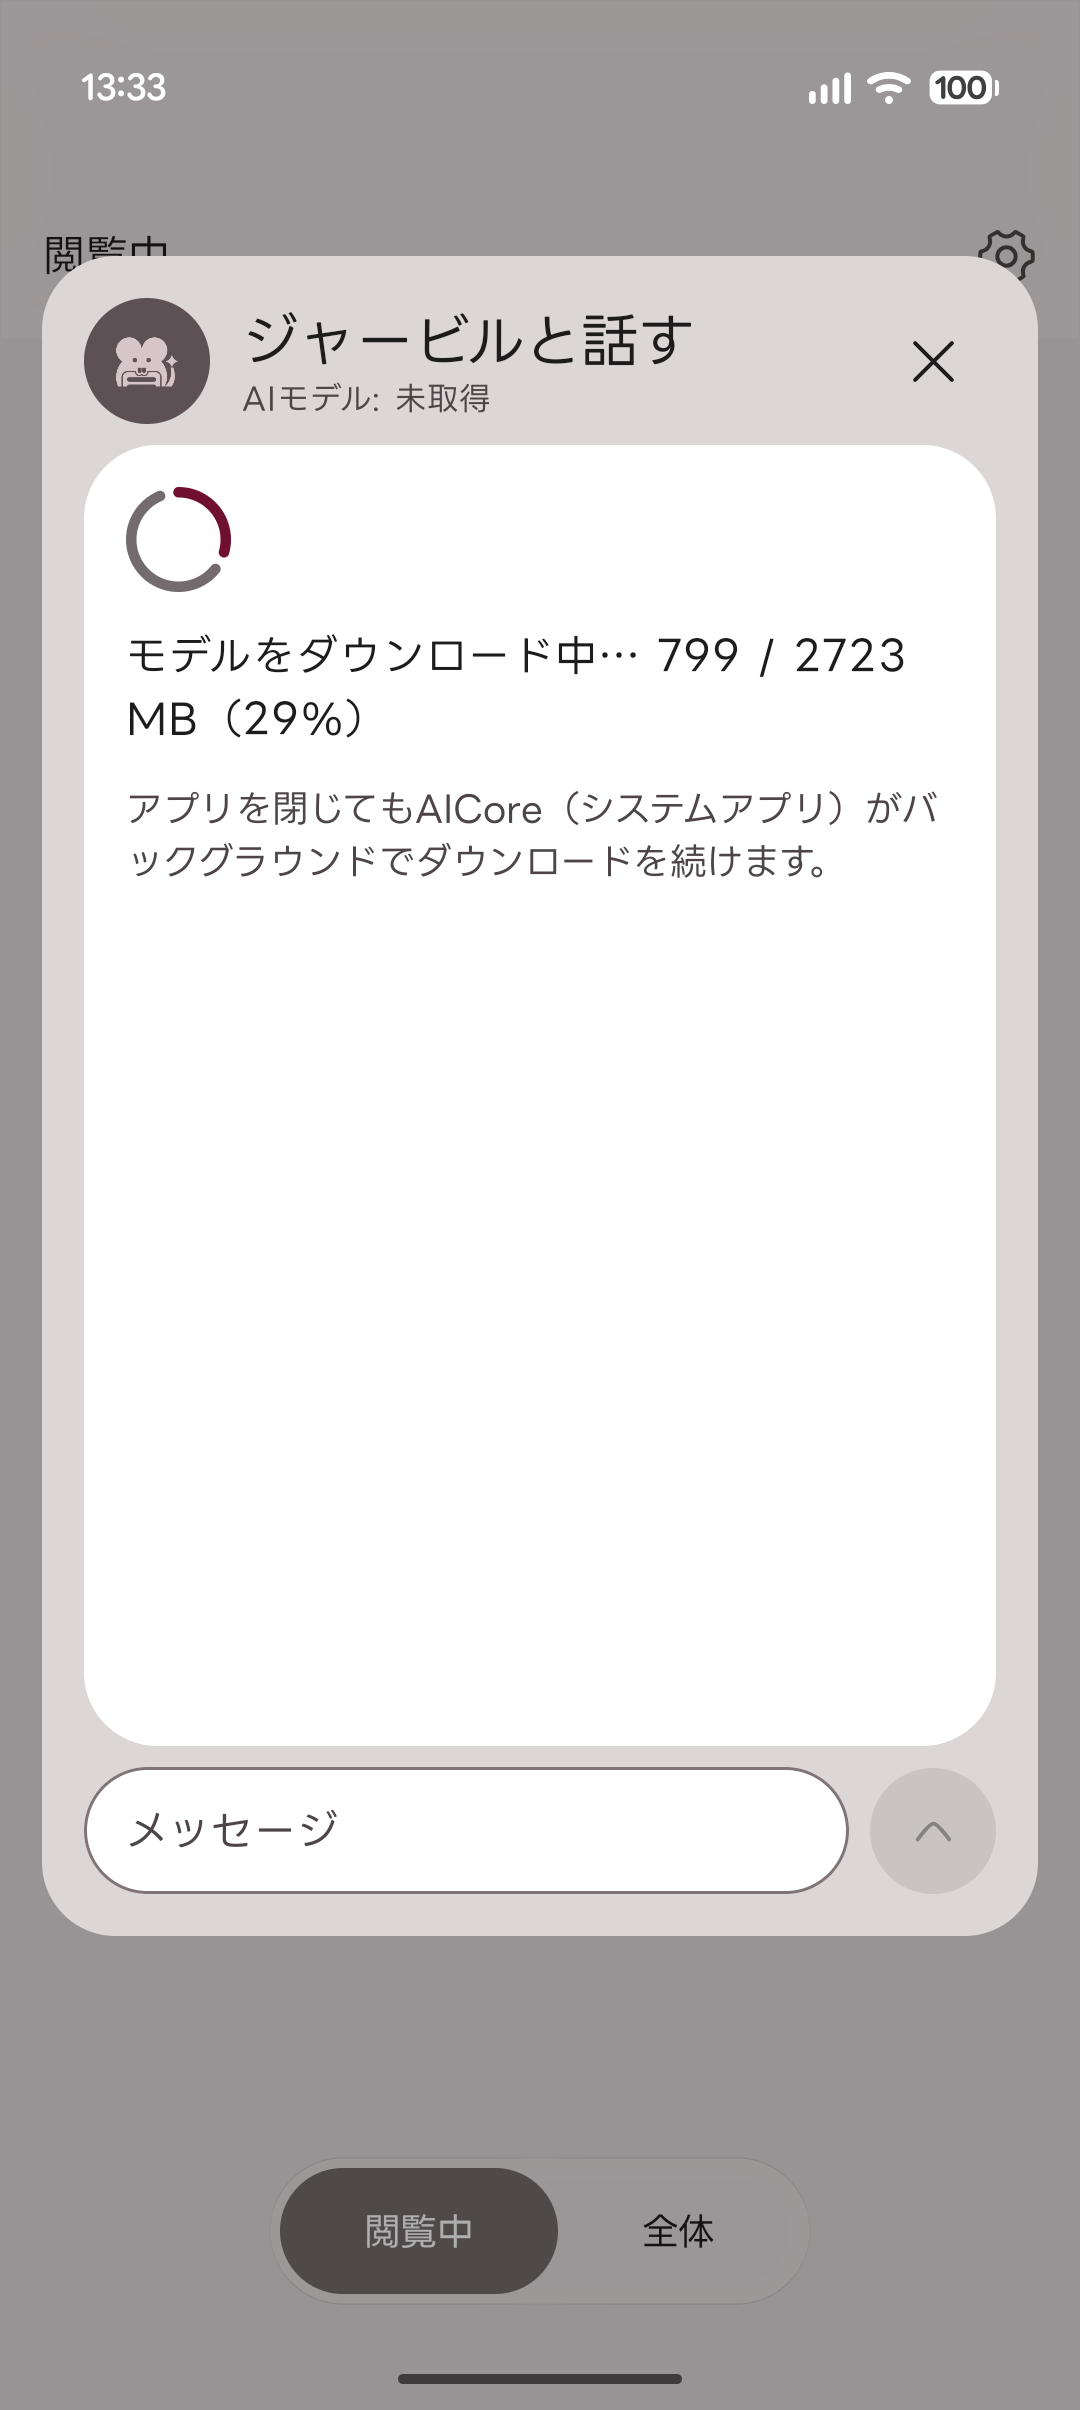 13:33
100
閲覧中
ジャービルと話す
AIモデル: 未取得
モデルをダウンロード中… 799 / 2723
MB（29%）
アプリを閉じてもAICore（システムアプリ）がバ
ックグラウンドでダウンロードを続けます。
メッセージ
閲覧中
全体